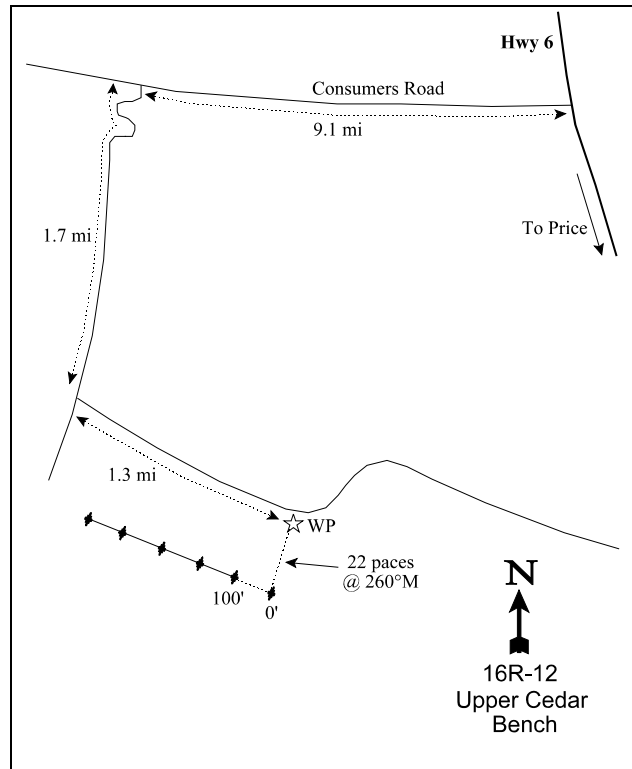 Hwy 6
Consumers Road
9.1 mi
To Price
1.7 mi
1.3 mi
WP
22 paces
@ 260°M
100'
0'
N
16R-12
Upper Cedar
Bench